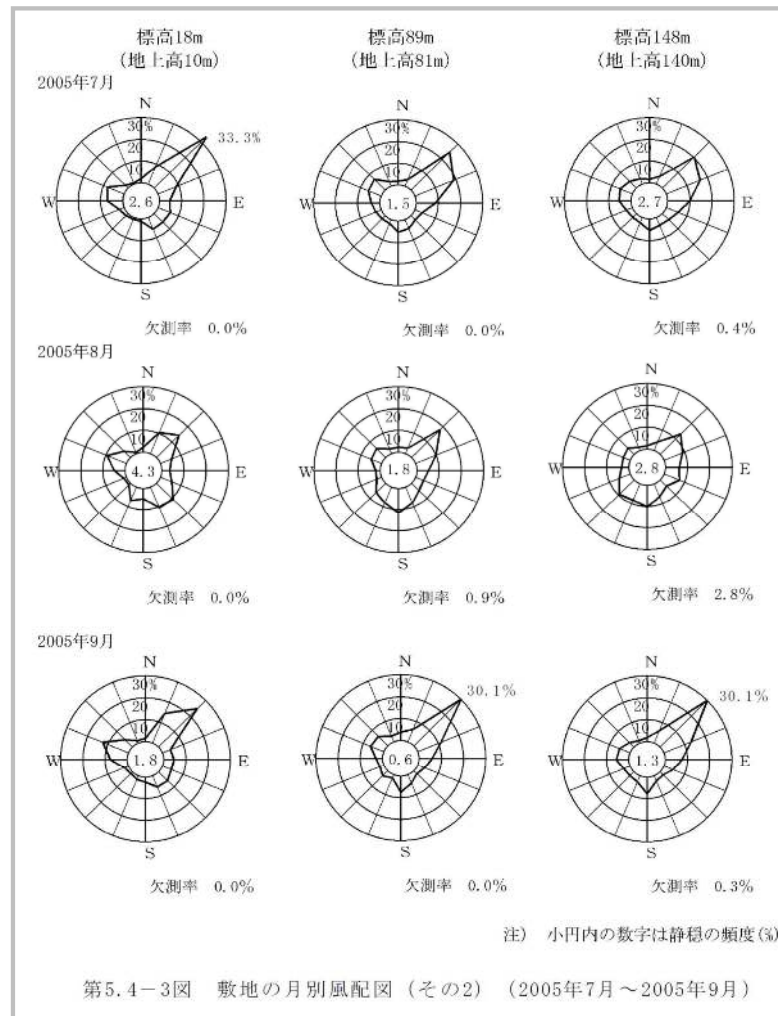 標高18m 標高89m 標高148m
(地上高10m) (地上高81m) (地上高140m)
2005年7月
N N N
30% 30% 30%
20 20 20
10 10 10
33.3%
W 2.6 E W 1.5 E W 2.7 E
S S S
欠測率 0.0% 欠測率 0.0% 欠測率 0.4%
2005年8月
N N N
30% 30% 30%
20 20 20
10 10 10
W 4.3 E W 1.8 E W 2.8 E
S S S
欠測率 0.0% 欠測率 0.9% 欠測率 2.8%
2005年9月
N N N
30% 30% 30%
30.1% 30.1%
20 20 20
10 10 10
W 1.8 E W 0.6 E W 1.3 E
S S S
欠測率 0.0% 欠測率 0.0% 欠測率 0.3%
注) 小円内の数字は静穏の頻度(%)
第5.4-3図 敷地の月別風配図(その2) (2005年7月~2005年9月)